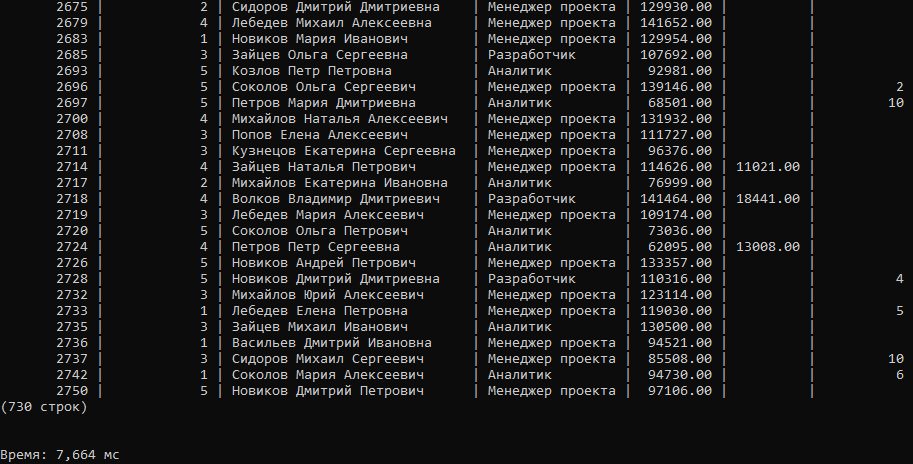 2675 | 2 | Сидоров Дмитрий Дмитриевна | Менеджер проекта | 129930.00 | |
2679 | 4 | Лебедев Михаил Алексеевна | Менеджер проекта | 141652.00 | |
2683 | 1 | Новиков Мария Иванович | Менеджер проекта | 129954.00 | |
2685 | 3 | Зайцев Ольга Сергеевна | Разработчик | 107692.00 | |
2693 | 5 | Козлов Петр Петровна | Аналитик | 92981.00 | |
2696 | 5 | Соколов Ольга Сергеевич | Менеджер проекта | 139146.00 | | 2
2697 | 5 | Петров Мария Дмитриевна | Аналитик | 68501.00 | | 10
2700 | 4 | Михайлов Наталья Алексеевич | Менеджер проекта | 131932.00 | |
2708 | 3 | Попов Елена Алексеевич | Менеджер проекта | 111727.00 | |
2711 | 3 | Кузнецов Екатерина Сергеевна | Менеджер проекта | 96376.00 | |
2714 | 4 | Зайцев Наталья Петрович | Менеджер проекта | 114626.00 | 11021.00 |
2717 | 2 | Михайлов Екатерина Ивановна | Аналитик | 76999.00 | |
2718 | 4 | Волков Владимир Дмитриевич | Разработчик | 141464.00 | 18441.00 |
2719 | 3 | Лебедев Мария Алексеевич | Менеджер проекта | 109174.00 | |
2720 | 5 | Соколов Ольга Петрович | Аналитик | 73036.00 | |
2724 | 4 | Петров Петр Сергеевна | Аналитик | 62095.00 | 13008.00 |
2726 | 5 | Новиков Андрей Петрович | Менеджер проекта | 133357.00 | |
2728 | 5 | Новиков Дмитрий Дмитриевна | Разработчик | 110316.00 | | 4
2732 | 3 | Михайлов Юрий Алексеевич | Менеджер проекта | 123114.00 | |
2733 | 1 | Лебедев Елена Петровна | Менеджер проекта | 119030.00 | | 5
2735 | 3 | Зайцев Михаил Иванович | Аналитик | 130500.00 | |
2736 | 1 | Васильев Дмитрий Ивановна | Менеджер проекта | 94521.00 | |
2737 | 3 | Сидоров Михаил Сергеевич | Менеджер проекта | 85508.00 | | 10
2742 | 1 | Соколов Мария Алексеевич | Аналитик | 94730.00 | | 6
2750 | 5 | Новиков Дмитрий Петрович | Менеджер проекта | 97106.00 | |
(730 строк)
Время: 7,664 мс